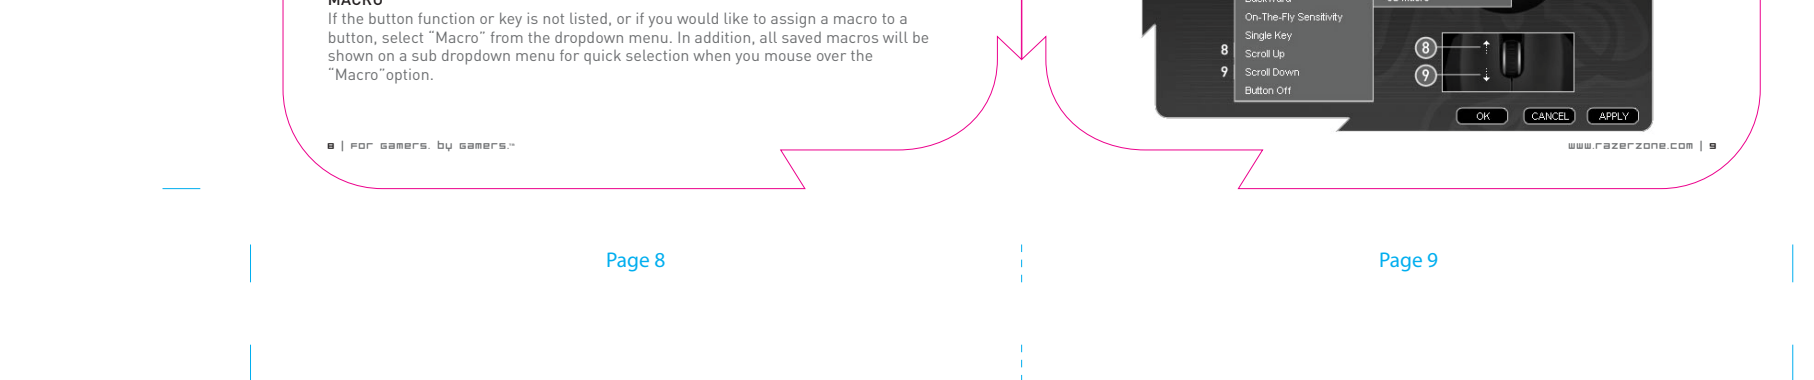 MACRO
If the button function or key is not listed, or if you would like to assign a macro to a
button, select “Macro” from the dropdown menu. In addition, all saved macros will be
shown on a sub dropdown menu for quick selection when you mouse over the
“Macro”option.
8 | For gamers. by gamers.™
On-The-Fly Sensitivity
Single Key
8 Scroll Up
9 Scroll Down
Button Off
8
9
OK CANCEL APPLY
www.razerzone.com | 9
Page 8
Page 9